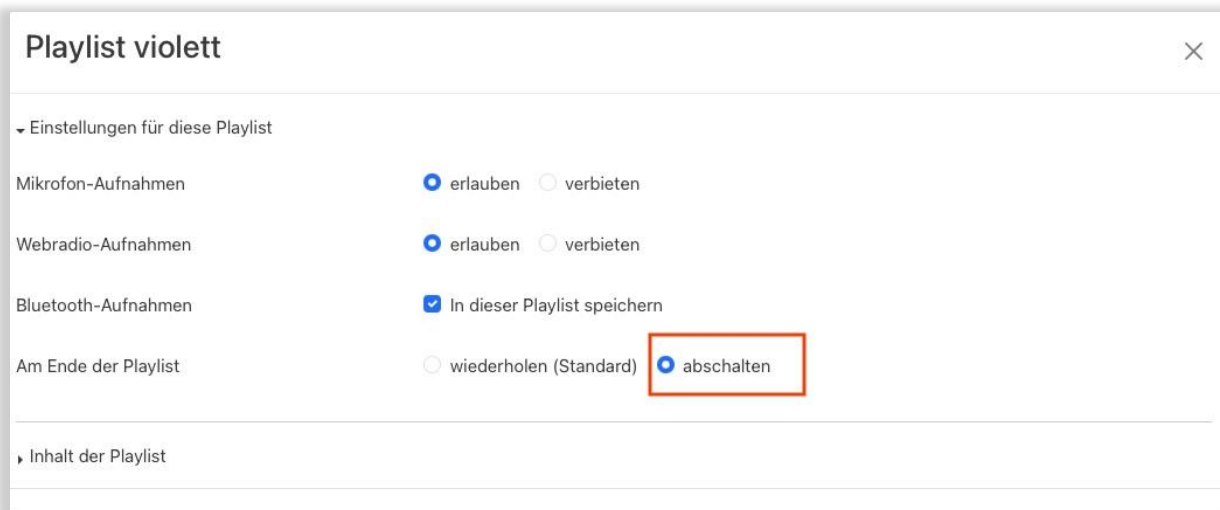 Playlist violett
Einstellungen für diese Playlist
Mikrofon-Aufnahmen erlauben verbieten
Webradio-Aufnahmen erlauben verbieten
Bluetooth-Aufnahmen In dieser Playlist speichern
Am Ende der Playlist wiederholen (Standard) abschalten
Inhalt der Playlist